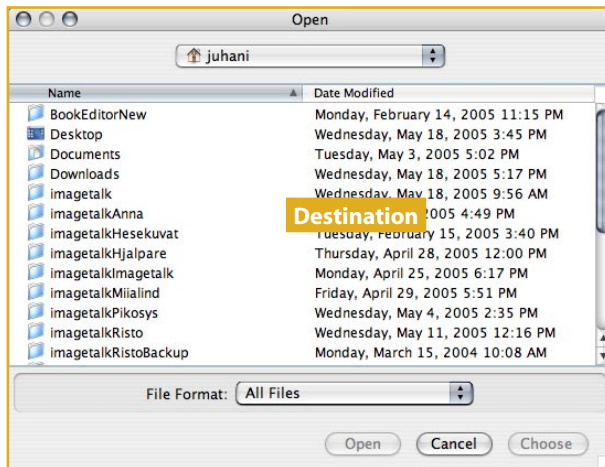 Open
juhani
Name Date Modified
BookEditorNew Monday, February 14, 2005 11:15 PM
Desktop Wednesday, May 18, 2005 3:45 PM
Documents Tuesday, May 3, 2005 5:02 PM
Downloads Wednesday, May 18, 2005 5:17 PM
imagetalk Wednesday, May 18, 2005 9:56 AM
imagetalkAnna 2005 4:49 PM
Destination
imagetalkHesekuvat Tuesday, February 15, 2005 3:40 PM
imagetalkHjalpare Thursday, April 28, 2005 12:00 PM
imagetalkImagetalk Monday, April 25, 2005 6:17 PM
imagetalkMiialind Friday, April 29, 2005 5:51 PM
imagetalkPikosys Wednesday, May 4, 2005 2:35 PM
imagetalkRisto Wednesday, May 11, 2005 12:16 PM
imagetalkRistoBackup Monday, March 15, 2004 10:08 AM
File Format: All Files
Open Cancel Choose